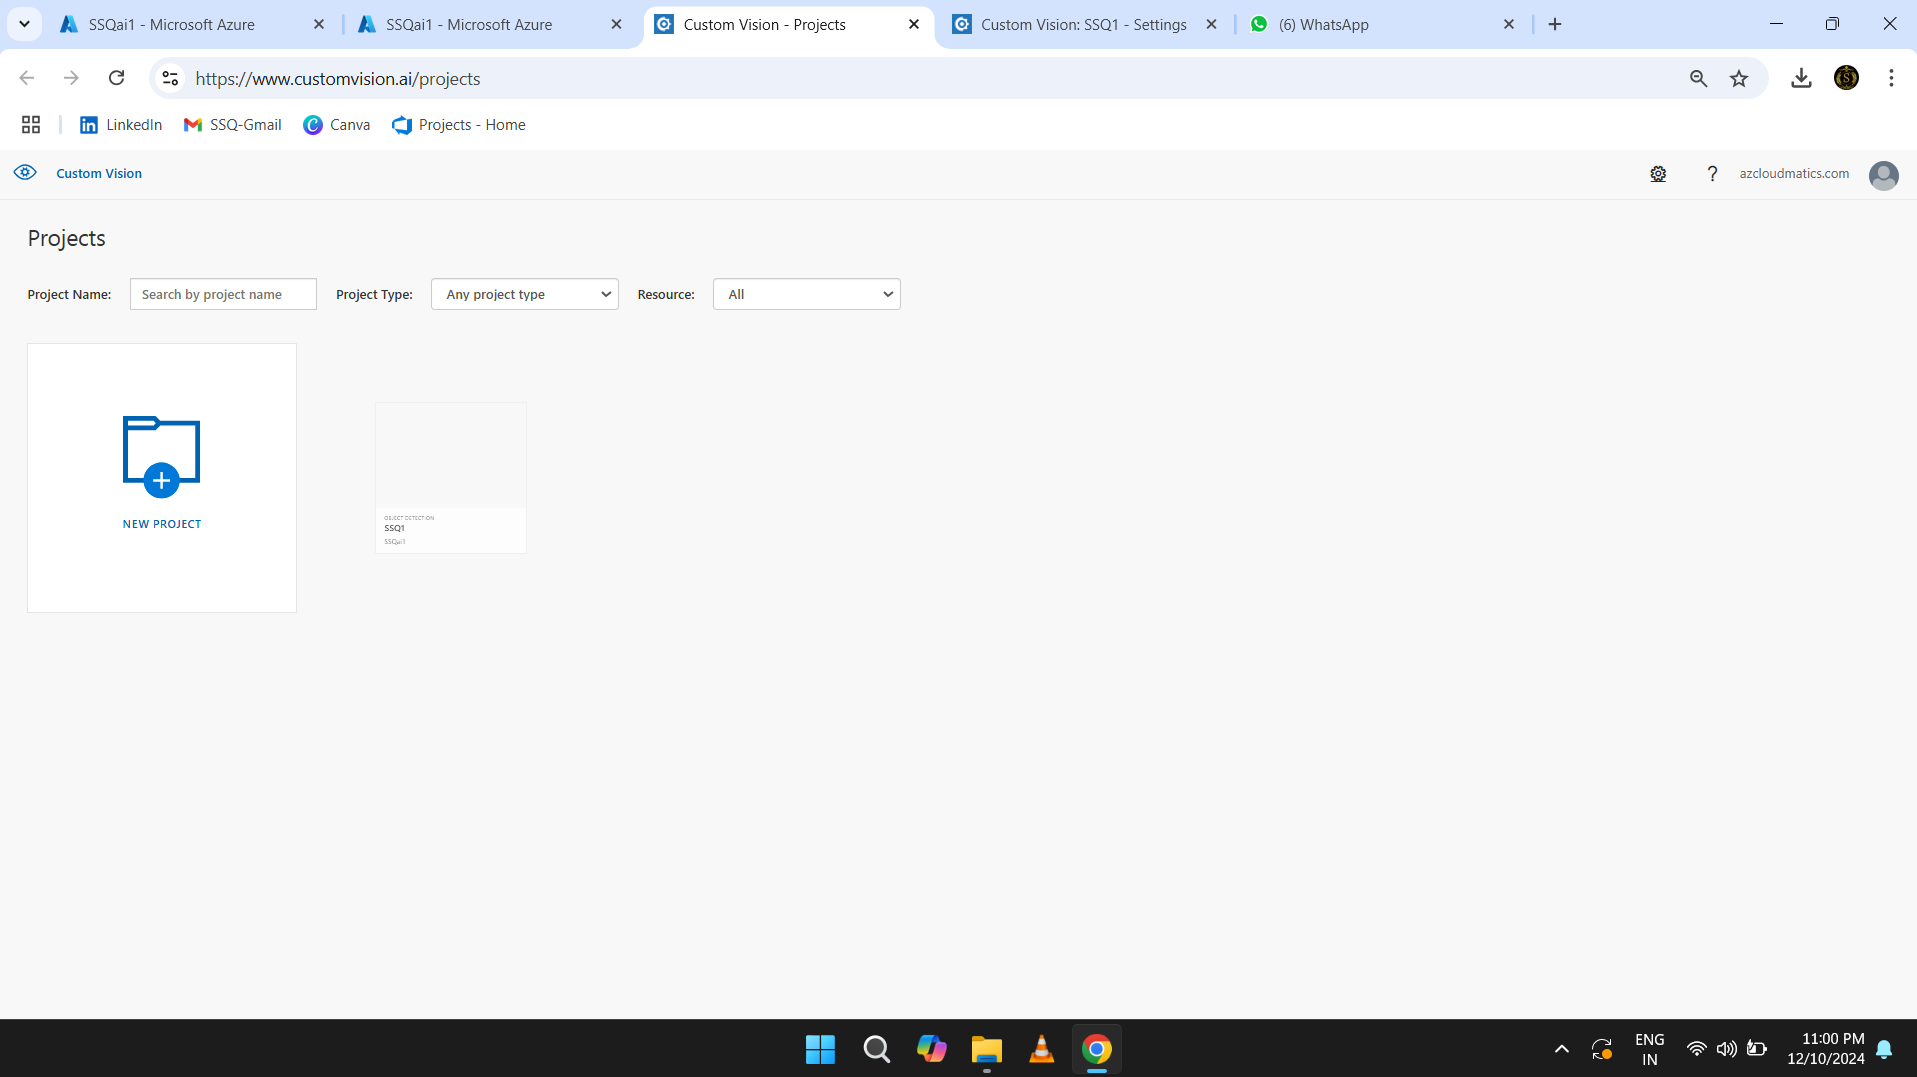 SSQai1 - Microsoft Azure
SSQai1 - Microsoft Azure
Custom Vision - Projects
Custom Vision: SSQ1 - Settings
(6) WhatsApp
https://www.customvision.ai/projects
LinkedIn
SSQ-Gmail
Canva
Projects - Home
Custom Vision
?
azcloudmatics.com
Projects
Project Name:
Search by project name
Project Type:
Any project type
Resource:
All
NEW PROJECT
OBJECT DETECTION
SSQ1
SSQai1
ENG
IN
11:00 PM
12/10/2024